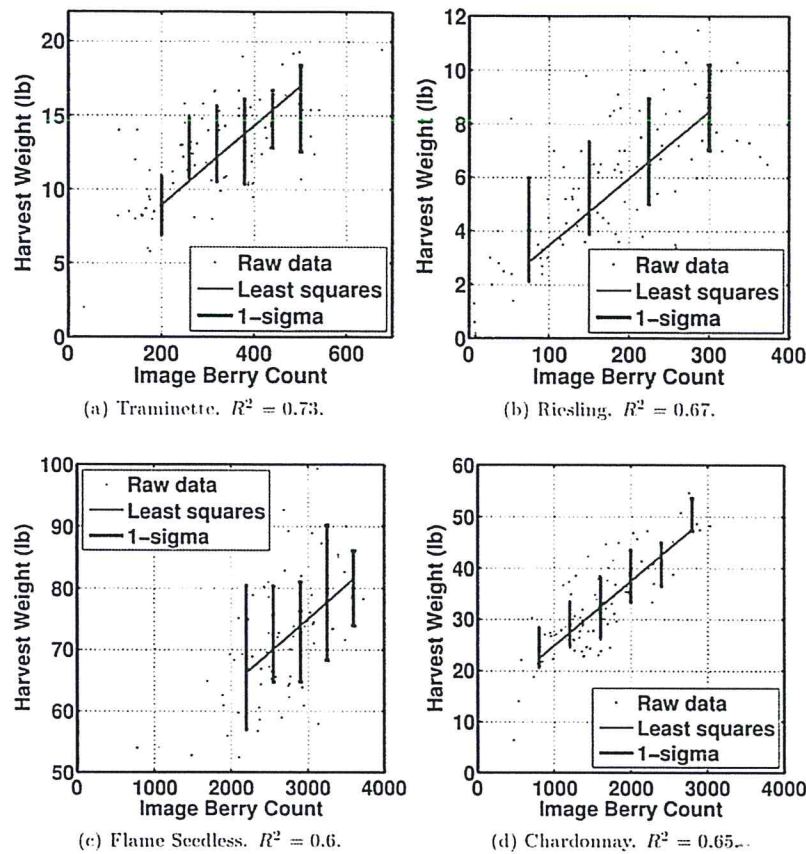 Harvest Weight (lb)
20
15
10
5
0
0
200
400
600
Raw data
Least squares
1-sigma
Image Berry Count
(a) Traminette. R² = 0.73.
Harvest Weight (lb)
12
10
8
6
4
2
0
0
100
200
300
400
Raw data
Least squares
1-sigma
Image Berry Count
(b) Riesling. R² = 0.67.
Harvest Weight (lb)
100
90
80
70
60
50
0
1000
2000
3000
4000
Raw data
Least squares
1-sigma
Image Berry Count
(c) Flame Seedless. R² = 0.6.
Harvest Weight (lb)
60
50
40
30
20
10
0
0
1000
2000
3000
4000
Raw data
Least squares
1-sigma
Image Berry Count
(d) Chardonnay. R² = 0.65.